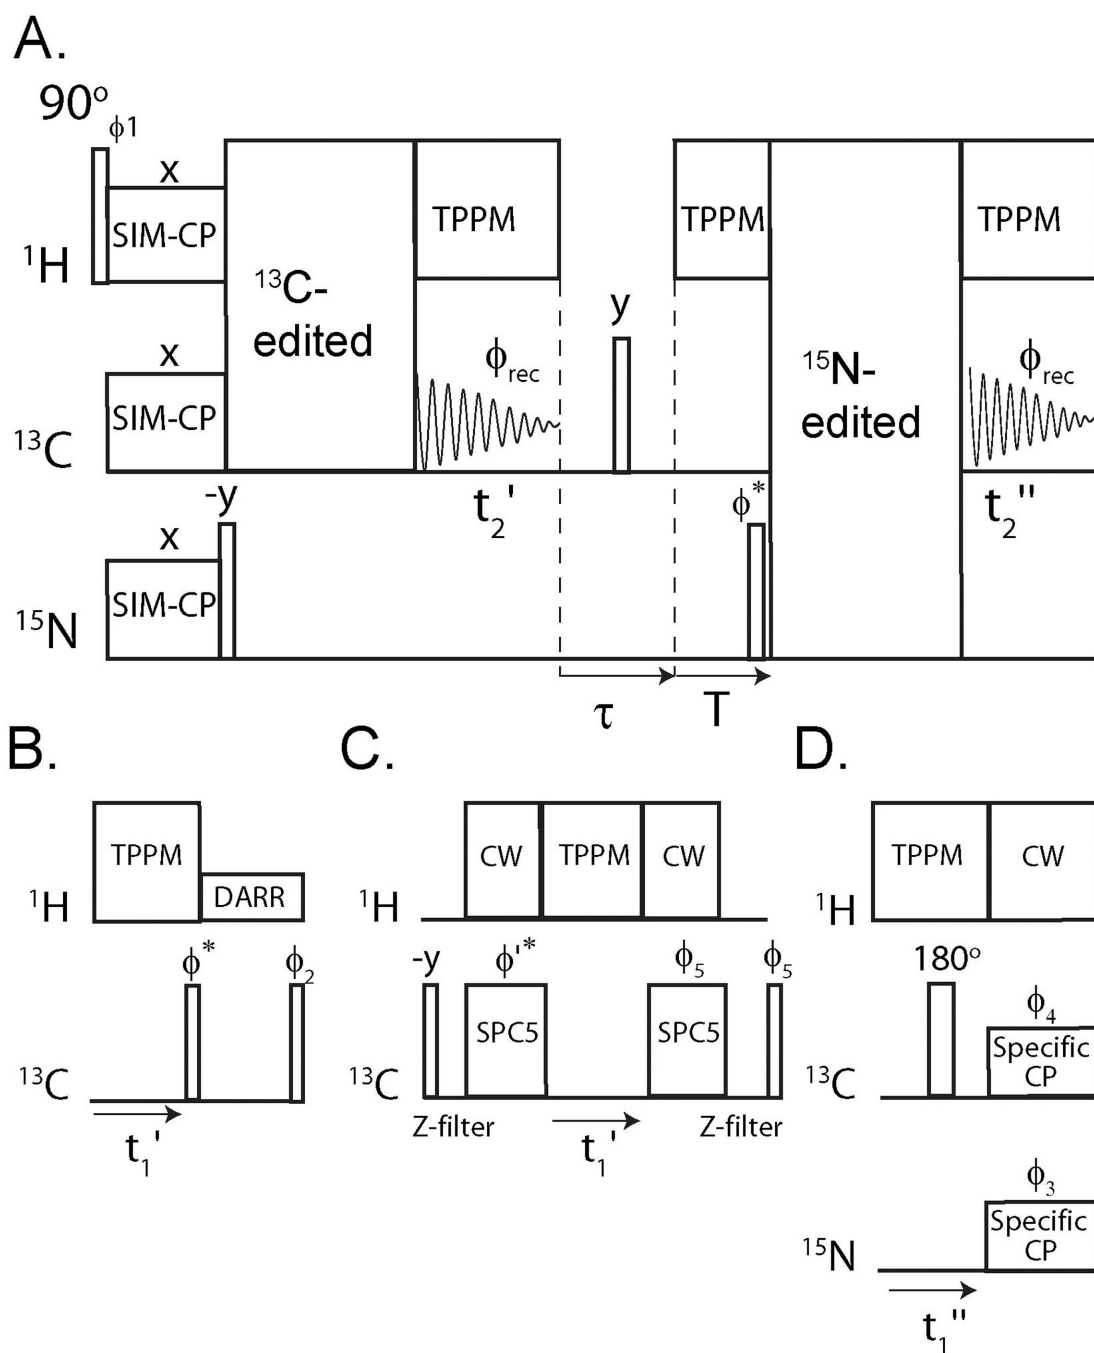 A.
90° ϕ1
x
SIM-CP
¹H
¹³C-
edited
TPPM
TPPM
TPPM
x
SIM-CP
¹³C
ϕrec
y
¹⁵N-
edited
ϕrec
-y
t₂'
ϕ*
t₂''
x
SIM-CP
¹⁵N
τ
T
B.
TPPM
DARR
¹H
ϕ*
ϕ₂
¹³C
t₁'
C.
CW
TPPM
CW
¹H
-y
ϕ'*
ϕ₅
ϕ₅
SPC5
SPC5
¹³C
Z-filter
Z-filter
t₁'
D.
TPPM
CW
¹H
180°
ϕ₄
Specific
CP
¹³C
ϕ₃
Specific
CP
¹⁵N
t₁''